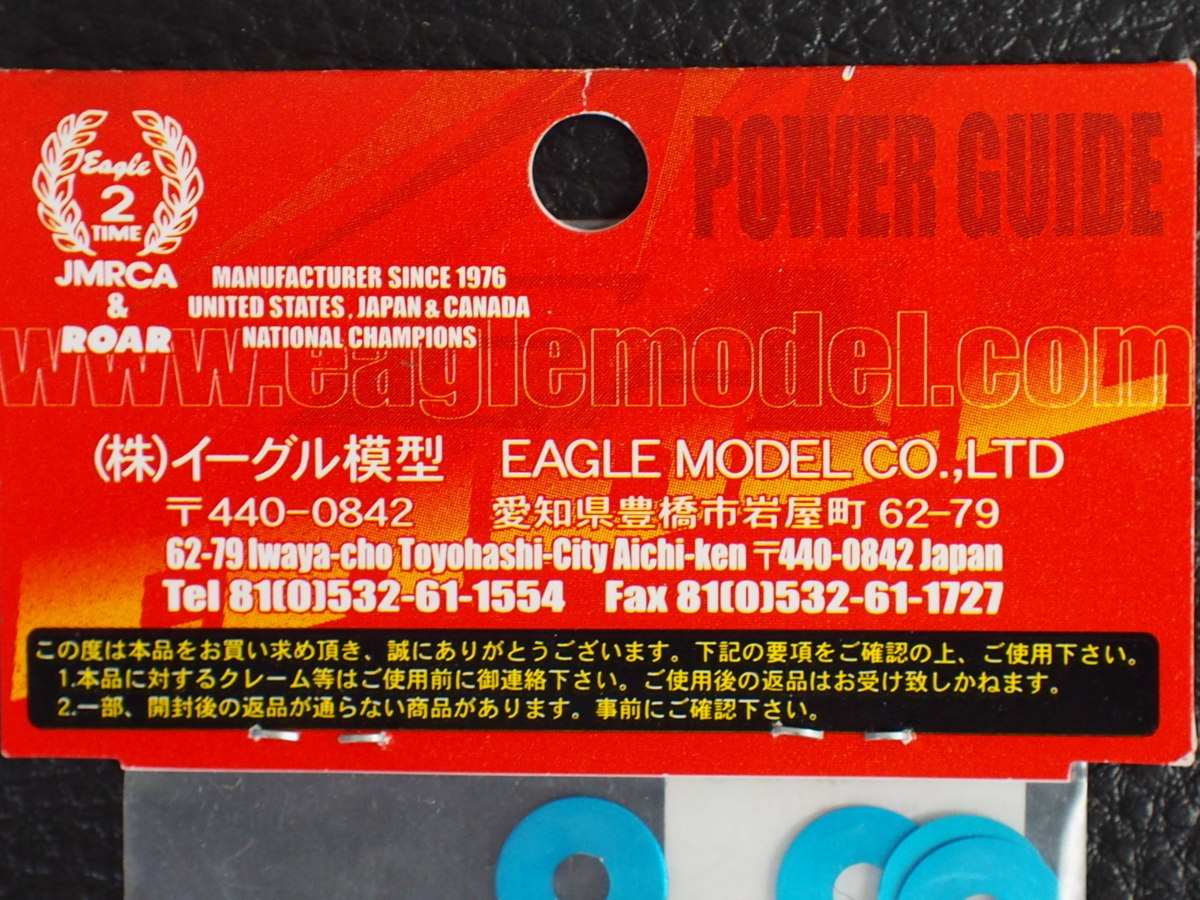 POWER GUIDE
Eagle
2
TIME
JMRCA
&
ROAR
MANUFACTURER SINCE 1976
UNITED STATES, JAPAN & CANADA
NATIONAL CHAMPIONS
www.eaglemodel.com
(株)イーグル模型 EAGLE MODEL CO.,LTD
〒440-0842 愛知県豊橋市岩屋町 62-79
62-79 Iwaya-cho Toyohashi-City Aichi-ken 〒440-0842 Japan
Tel 81(0)532-61-1554 Fax 81(0)532-61-1727
この度は本品をお買い求め頂き、誠にありがとうございます。下記の要項をご確認の上、ご使用下さい。
1.本品に対するクレーム等はご使用前に御連絡下さい。ご使用後の返品はお受け致しかねます。
2.一部、開封後の返品が通らない商品があります。事前にご確認下さい。